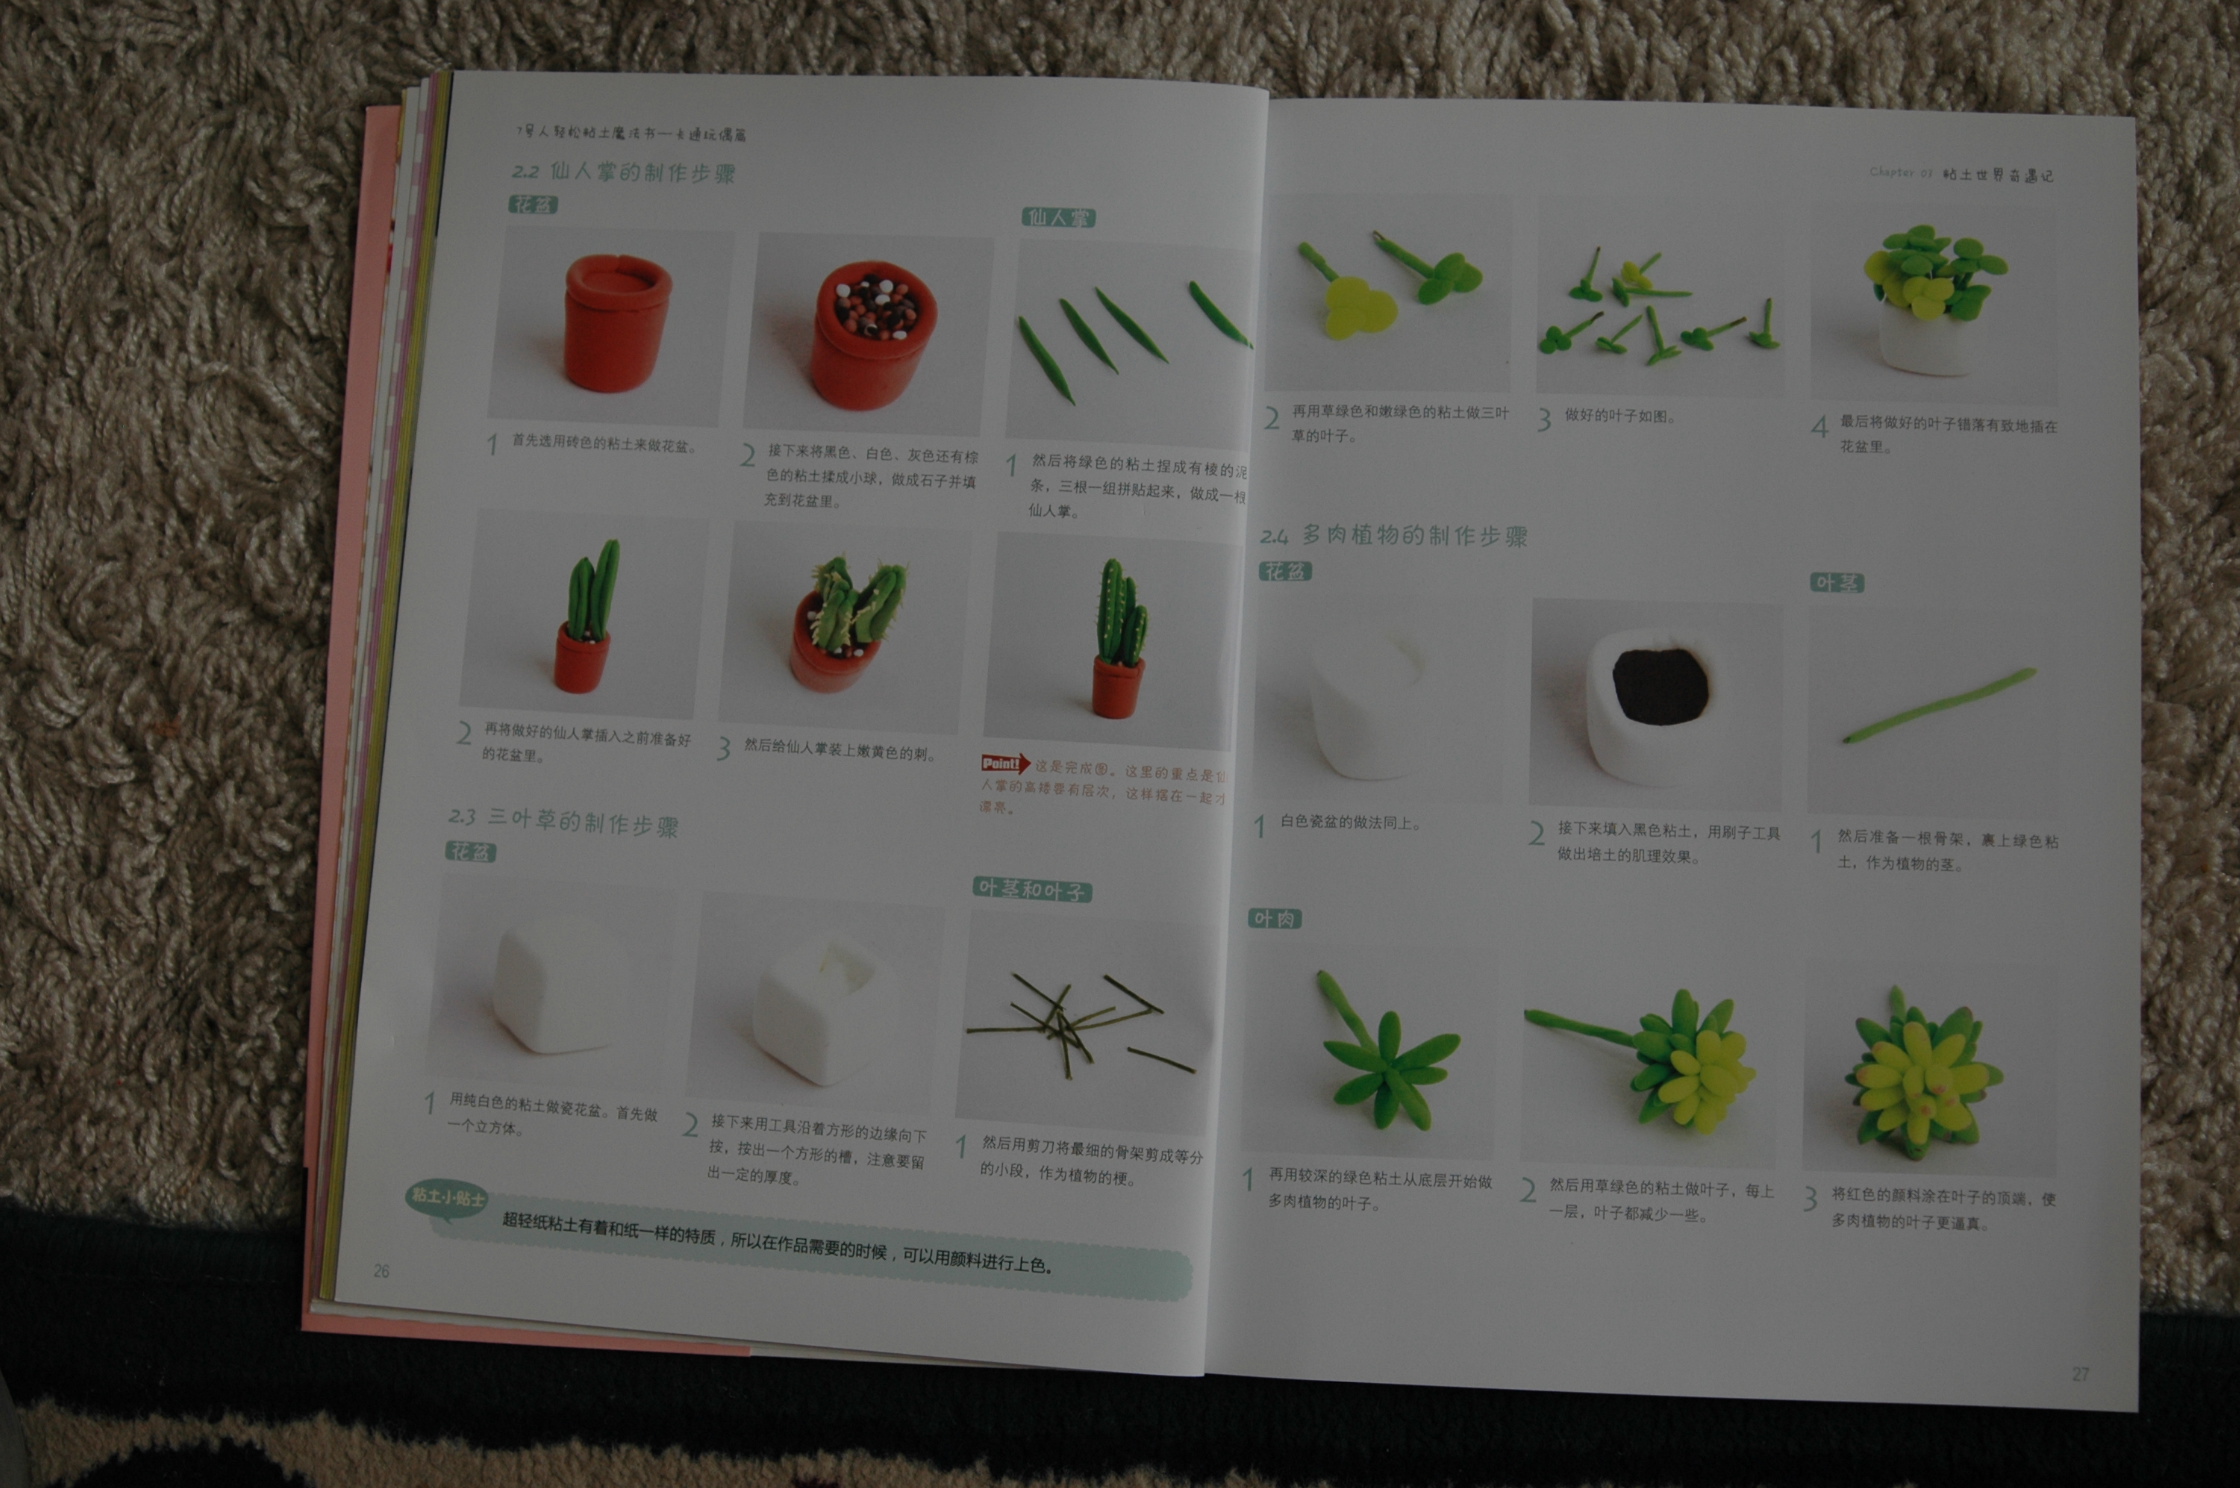 7号人轻松粘土魔法书—卡通玩偶篇
2.2 仙人掌的制作步骤
花盆
1 首先选用砖色的粘土来做花盆。
2 接下来将黑色、白色、灰色还有棕
色的粘土揉成小球，做成石子并填
充到花盆里。
仙人掌
1 然后将绿色的粘土捏成有棱的泥
条，三根一组拼贴起来，做成一根
仙人掌。
2 再将做好的仙人掌插入之前准备好
的花盆里。
3 然后给仙人掌装上嫩黄色的刺。
Point! 这是完成图。这里的重点是仙
人掌的高矮要有层次，这样摆在一起才
漂亮。
2.3 三叶草的制作步骤
花盆
1 用纯白色的粘土做瓷花盆。首先做
一个立方体。
2 接下来用工具沿着方形的边缘向下
按，按出一个方形的槽，注意要留
出一定的厚度。
叶茎和叶子
1 然后用剪刀将最细的骨架剪成等分
的小段，作为植物的梗。
粘土小贴士
超轻纸粘土有着和纸一样的特质，所以在作品需要的时候，可以用颜料进行上色。
26
Chapter 03 粘土世界奇遇记
2 再用草绿色和嫩绿色的粘土做三叶
草的叶子。
3 做好的叶子如图。
4 最后将做好的叶子错落有致地插在
花盆里。
2.4 多肉植物的制作步骤
花盆
1 白色瓷盆的做法同上。
2 接下来填入黑色粘土，用刷子工具
做出培土的肌理效果。
叶茎
1 然后准备一根骨架，裹上绿色粘
土，作为植物的茎。
叶肉
1 再用较深的绿色粘土从底层开始做
多肉植物的叶子。
2 然后用草绿色的粘土做叶子，每上
一层，叶子都减少一些。
3 将红色的颜料涂在叶子的顶端，使
多肉植物的叶子更逼真。
27